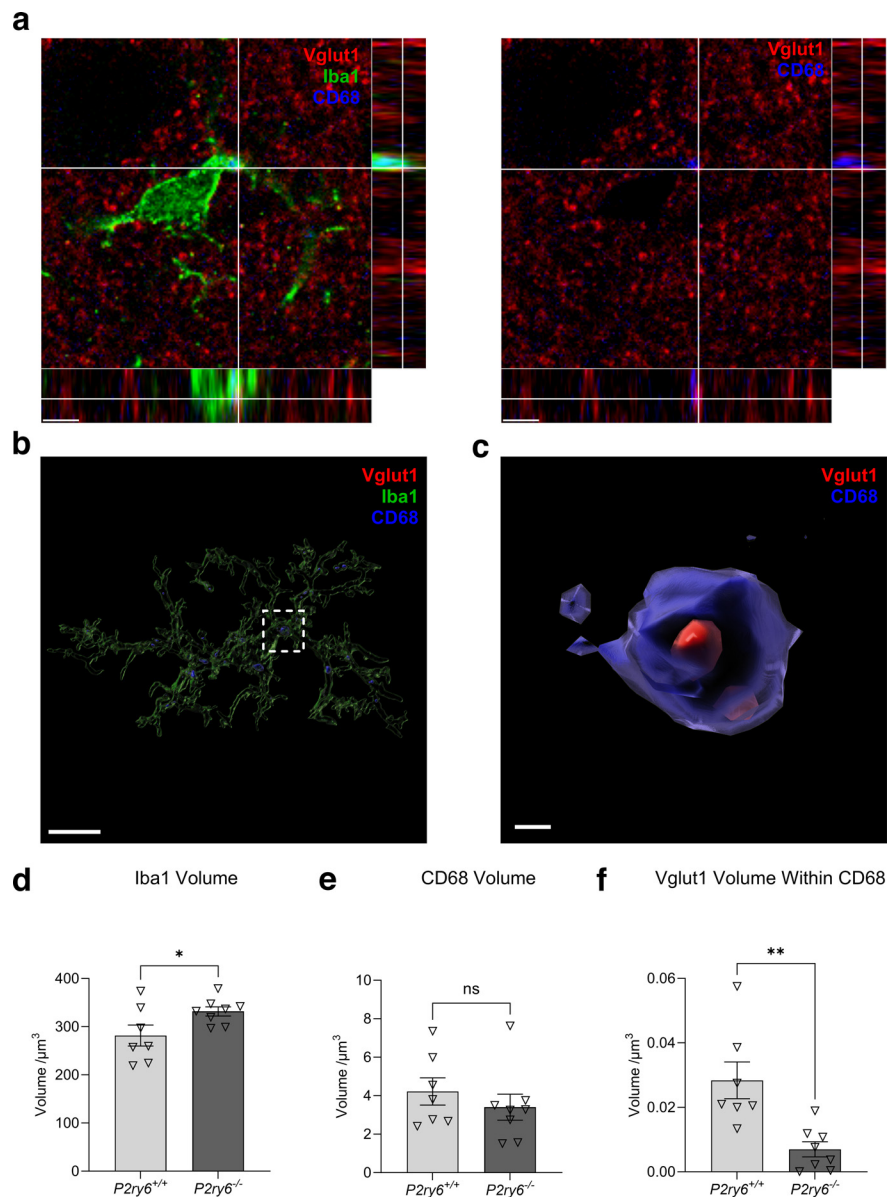 a
Vglut1
Iba1
CD68
Vglut1
CD68
b
Vglut1
Iba1
CD68
c
Vglut1
CD68
d
Iba1 Volume
Volume /µm³
400
300
200
100
0
*
P2ry6+/+
P2ry6-/-
e
CD68 Volume
Volume /µm³
10
8
6
4
2
0
ns
P2ry6+/+
P2ry6-/-
f
Vglut1 Volume Within CD68
Volume /µm³
0.06
0.04
0.02
0.00
**
P2ry6+/+
P2ry6-/-